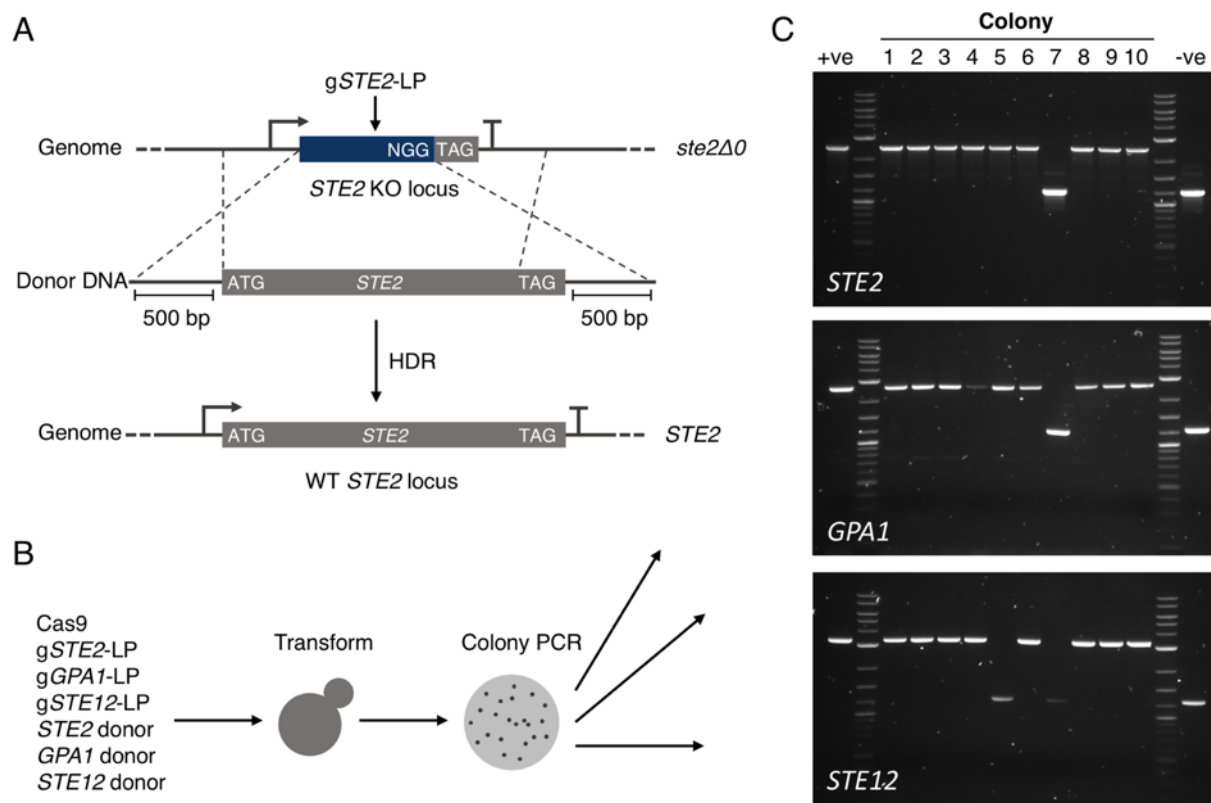 A
gSTE2-LP
Genome
NGG TAG
ste2Δ0
STE2 KO locus
Donor DNA
ATG STE2 TAG
500 bp 500 bp
HDR
Genome
ATG STE2 TAG
STE2
WT STE2 locus
B
Cas9
gSTE2-LP
gGPA1-LP
gSTE12-LP
STE2 donor
GPA1 donor
STE12 donor
Transform
Colony PCR
C
Colony
+ve 1 2 3 4 5 6 7 8 9 10 -ve
STE2
GPA1
STE12